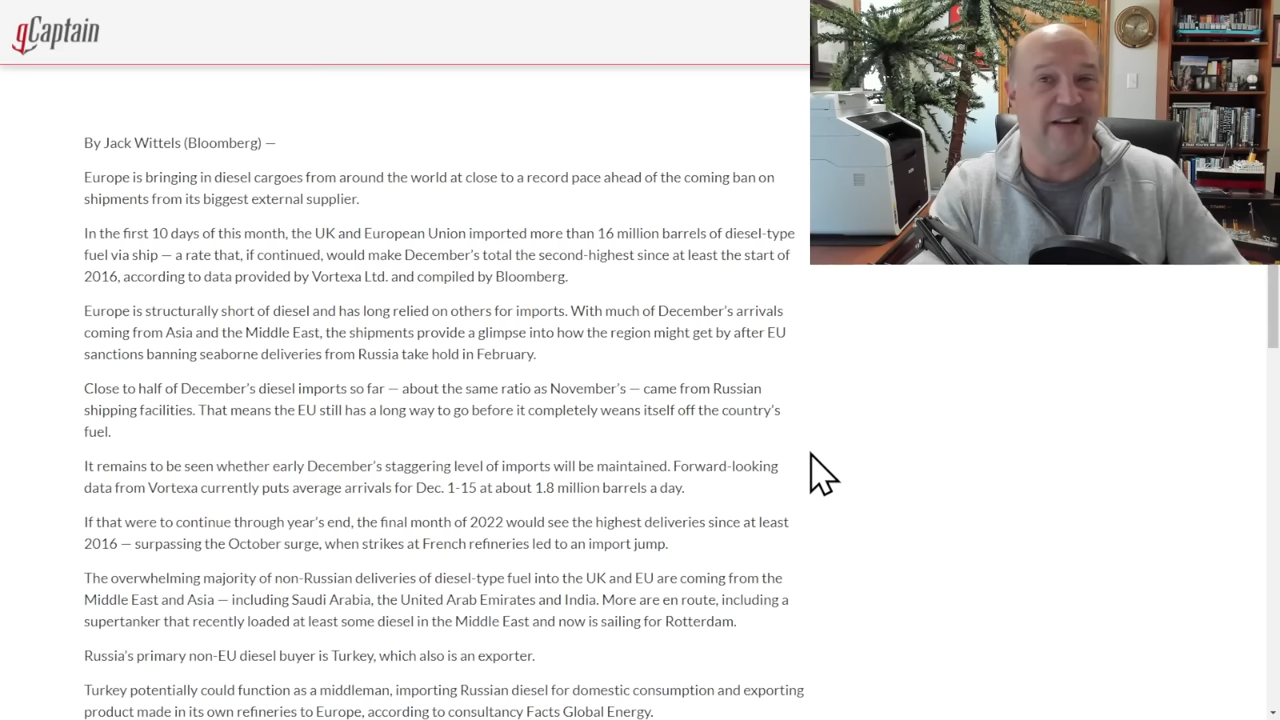 gCaptain
By Jack Wittels (Bloomberg) —
Europe is bringing in diesel cargoes from around the world at close to a record pace ahead of the coming ban on
shipments from its biggest external supplier.
In the first 10 days of this month, the UK and European Union imported more than 16 million barrels of diesel-type
fuel via ship — a rate that, if continued, would make December’s total the second-highest since at least the start of
2016, according to data provided by Vortexa Ltd. and compiled by Bloomberg.
Europe is structurally short of diesel and has long relied on others for imports. With much of December’s arrivals
coming from Asia and the Middle East, the shipments provide a glimpse into how the region might get by after EU
sanctions banning seaborne deliveries from Russia take hold in February.
Close to half of December’s diesel imports so far — about the same ratio as November’s — came from Russian
shipping facilities. That means the EU still has a long way to go before it completely weans itself off the country’s
fuel.
It remains to be seen whether early December’s staggering level of imports will be maintained. Forward-looking
data from Vortexa currently puts average arrivals for Dec. 1-15 at about 1.8 million barrels a day.
If that were to continue through year’s end, the final month of 2022 would see the highest deliveries since at least
2016 — surpassing the October surge, when strikes at French refineries led to an import jump.
The overwhelming majority of non-Russian deliveries of diesel-type fuel into the UK and EU are coming from the
Middle East and Asia — including Saudi Arabia, the United Arab Emirates and India. More are en route, including a
supertanker that recently loaded at least some diesel in the Middle East and now is sailing for Rotterdam.
Russia’s primary non-EU diesel buyer is Turkey, which also is an exporter.
Turkey potentially could function as a middleman, importing Russian diesel for domestic consumption and exporting
product made in its own refineries to Europe, according to consultancy Facts Global Energy.